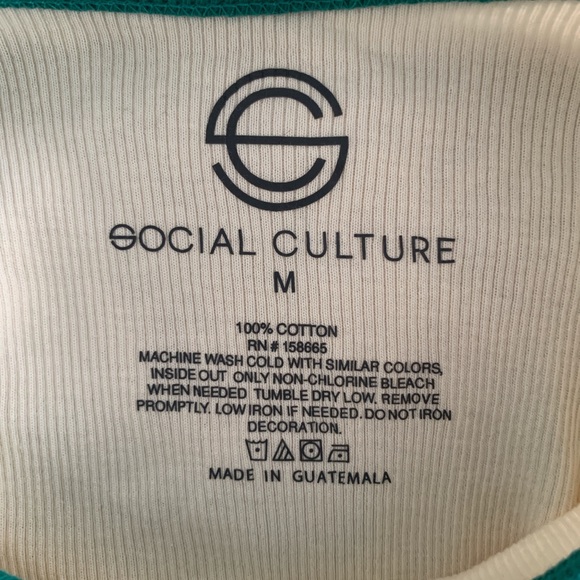 SOCIAL CULTURE
M
100% COTTON
RN # 158665
MACHINE WASH COLD WITH SIMILAR COLORS,
INSIDE OUT ONLY NON-CHLORINE BLEACH
WHEN NEEDED TUMBLE DRY LOW. REMOVE
PROMPTLY. LOW IRON IF NEEDED. DO NOT IRON
DECORATION.
MADE IN GUATEMALA